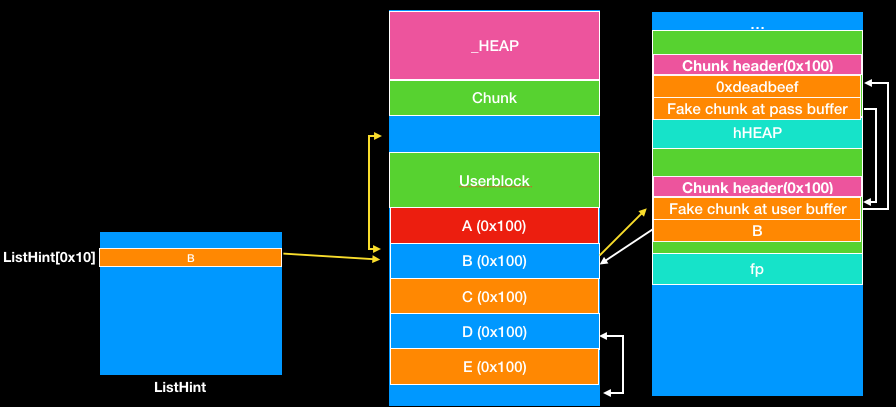 _HEAP
Chunk
Userblock
A (0x100)
B (0x100)
C (0x100)
D (0x100)
E (0x100)
ListHint[0x10]
B
ListHint
...
Chunk header(0x100)
0xdeadbeef
Fake chunk at pass buffer
hHEAP
Chunk header(0x100)
Fake chunk at user buffer
B
fp